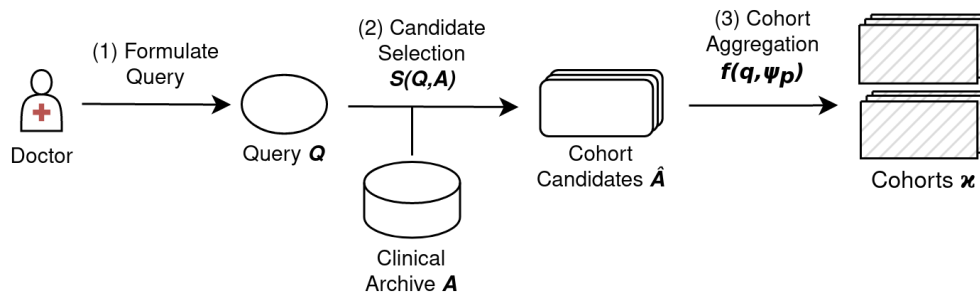 (1) Formulate
Query
(2) Candidate
Selection
S(Q,A)
(3) Cohort
Aggregation
f(q,ψₚ)
Doctor
Query Q
Clinical
Archive A
Cohort
Candidates Â
Cohorts ϰ